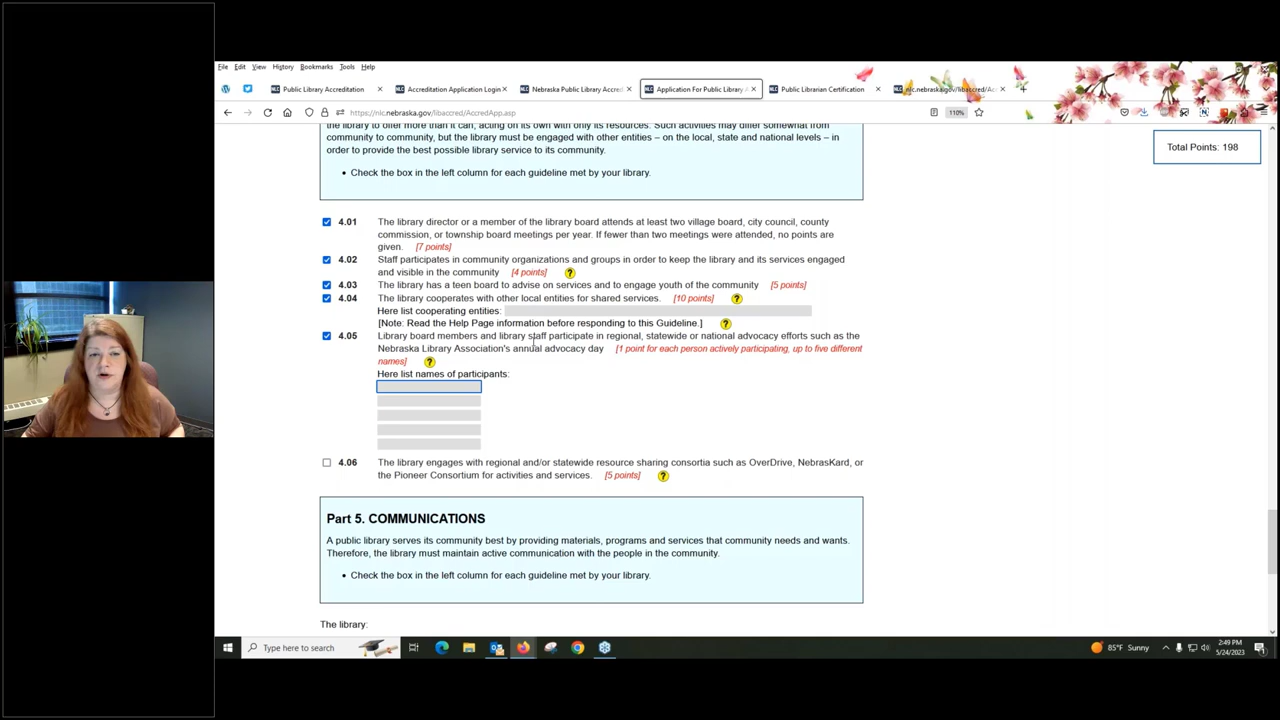 File Edit View History Bookmarks Tools Help
Public Library Accreditation
Accreditation Application Login
Nebraska Public Library Accred
Application For Public Library A
Public Librarian Certification
nlc.nebraska.gov/libaccred/Ac
https://nlc.nebraska.gov/libaccred/AccredApp.asp
110%
Total Points: 198
the library to offer more than it can, acting on its own with only its resources. Such activities may differ somewhat from
community to community, but the library must be engaged with other entities – on the local, state and national levels – in
order to provide the best possible library service to its community.
• Check the box in the left column for each guideline met by your library.
4.01 The library director or a member of the library board attends at least two village board, city council, county
commission, or township board meetings per year. If fewer than two meetings were attended, no points are
given. [7 points]
4.02 Staff participates in community organizations and groups in order to keep the library and its services engaged
and visible in the community [4 points] ?
4.03 The library has a teen board to advise on services and to engage youth of the community [5 points]
4.04 The library cooperates with other local entities for shared services. [10 points] ?
Here list cooperating entities:
[Note: Read the Help Page information before responding to this Guideline.] ?
4.05 Library board members and library staff participate in regional, statewide or national advocacy efforts such as the
Nebraska Library Association's annual advocacy day [1 point for each person actively participating, up to five different
names] ?
Here list names of participants:
4.06 The library engages with regional and/or statewide resource sharing consortia such as OverDrive, NebrasKard, or
the Pioneer Consortium for activities and services. [5 points] ?
Part 5. COMMUNICATIONS
A public library serves its community best by providing materials, programs and services that community needs and wants.
Therefore, the library must maintain active communication with the people in the community.
• Check the box in the left column for each guideline met by your library.
The library:
Type here to search
85°F Sunny
2:49 PM
5/24/2023